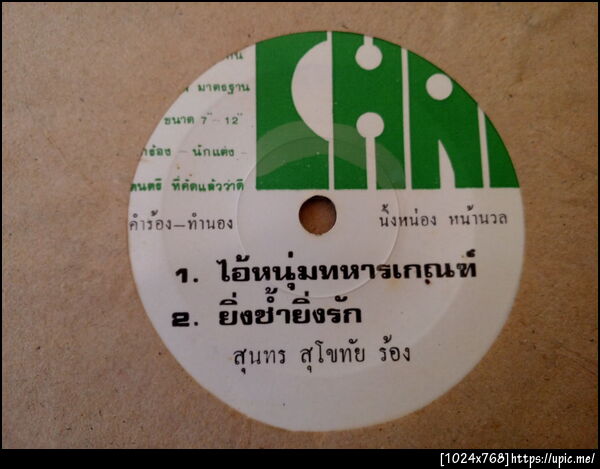 มาตรฐาน
ขนาด 7"-12"
- นักแต่ง -
ดนตรี ที่คัดแล้วว่าดี
CHAN
คำร้อง-ทำนอง นิ้งหน่อง หน้านวล
1. ไอ้หนุ่มทหารเกณฑ์
2. ยิ่งช้ำยิ่งรัก
สุนทร สุโขทัย ร้อง
[1024x768]https://upic.me/